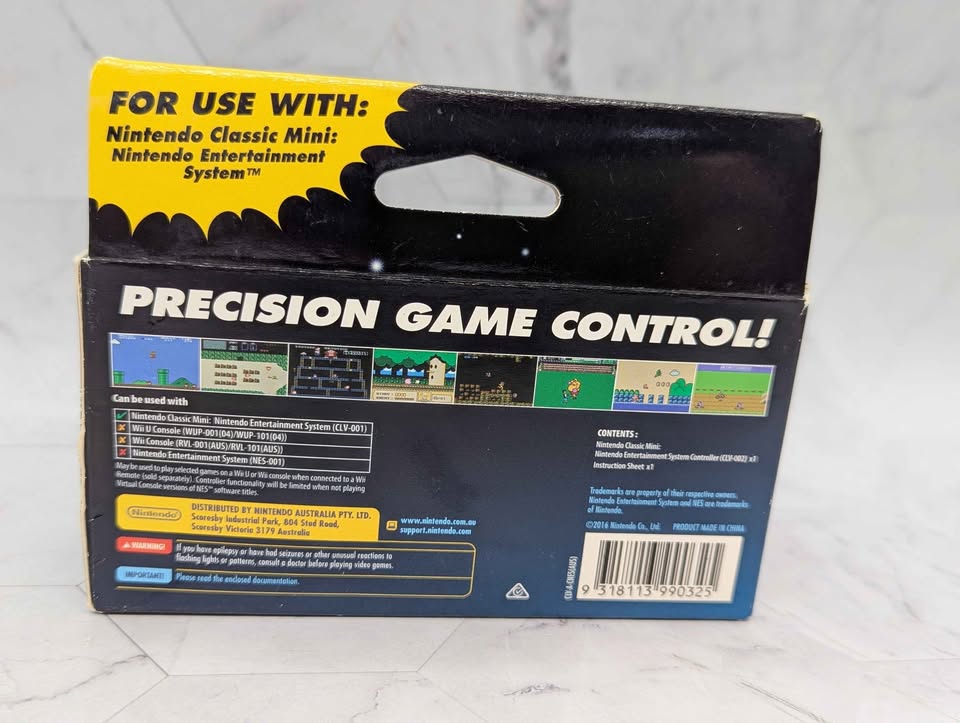 FOR USE WITH:
Nintendo Classic Mini:
Nintendo Entertainment
System™
PRECISION GAME CONTROL!
Can be used with
Nintendo Classic Mini: Nintendo Entertainment System (CLV-001)
Wii U Console (WUP-001(04)/WUP-101(04))
Wii Console (RVL-001(AUS)/RVL-101(AUS))
Nintendo Entertainment System (NES-001)
May be used to play selected games on a Wii U or Wii console when connected to a Wii
Remote (sold separately). Controller functionality will be limited when not playing
Virtual Console versions of NES™ software titles.
CONTENTS:
Nintendo Classic Mini:
Nintendo Entertainment System Controller (CLV-002) x1
Instruction Sheet x1
Nintendo
DISTRIBUTED BY NINTENDO AUSTRALIA PTY. LTD.
Scoresby Industrial Park, 804 Stud Road,
Scoresby Victoria 3179 Australia
www.nintendo.com.au
support.nintendo.com
Trademarks are property of their respective owners.
Nintendo Entertainment System and NES are trademarks
of Nintendo.
©2016 Nintendo Co., Ltd. PRODUCT MADE IN CHINA
WARNING!
If you have epilepsy or have had seizures or other unusual reactions to
flashing lights or patterns, consult a doctor before playing video games.
IMPORTANT!
Please read the enclosed documentation.
9 318113 990325